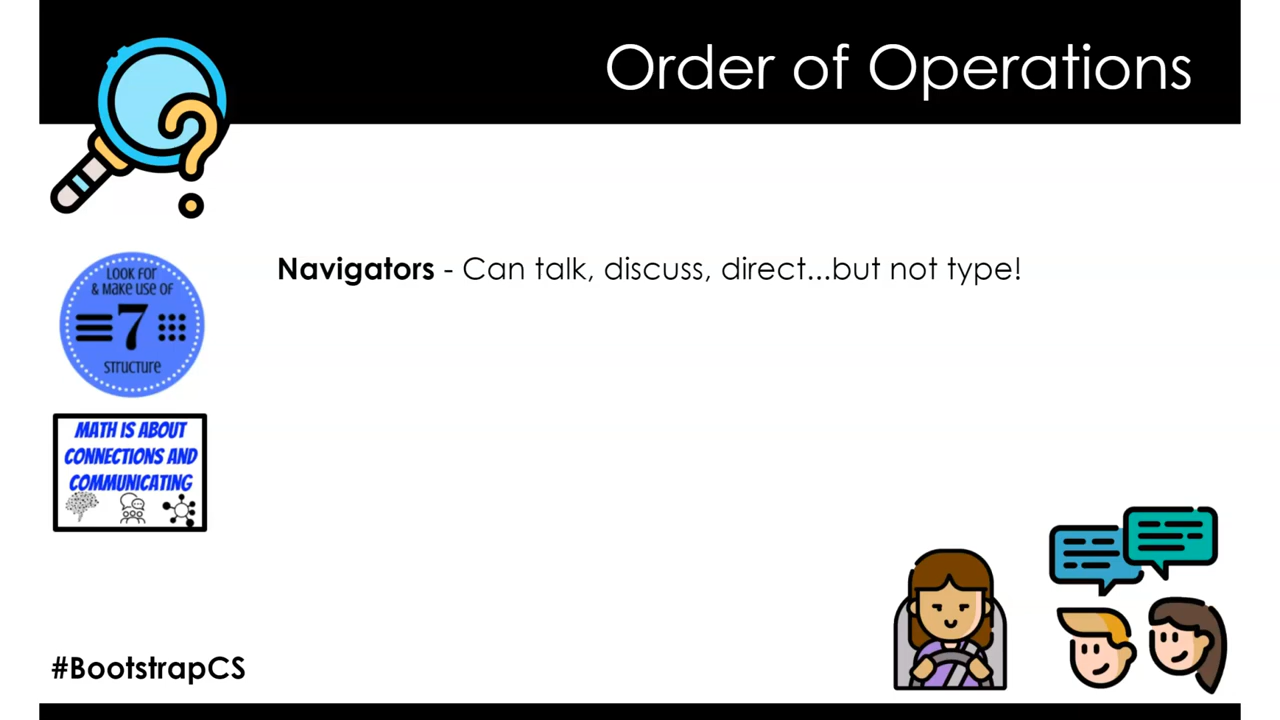 Order of Operations
LOOK FOR
& MAKE USE OF
7
STRUCTURE
Navigators - Can talk, discuss, direct...but not type!
MATH IS ABOUT
CONNECTIONS AND
COMMUNICATING
#BootstrapCS